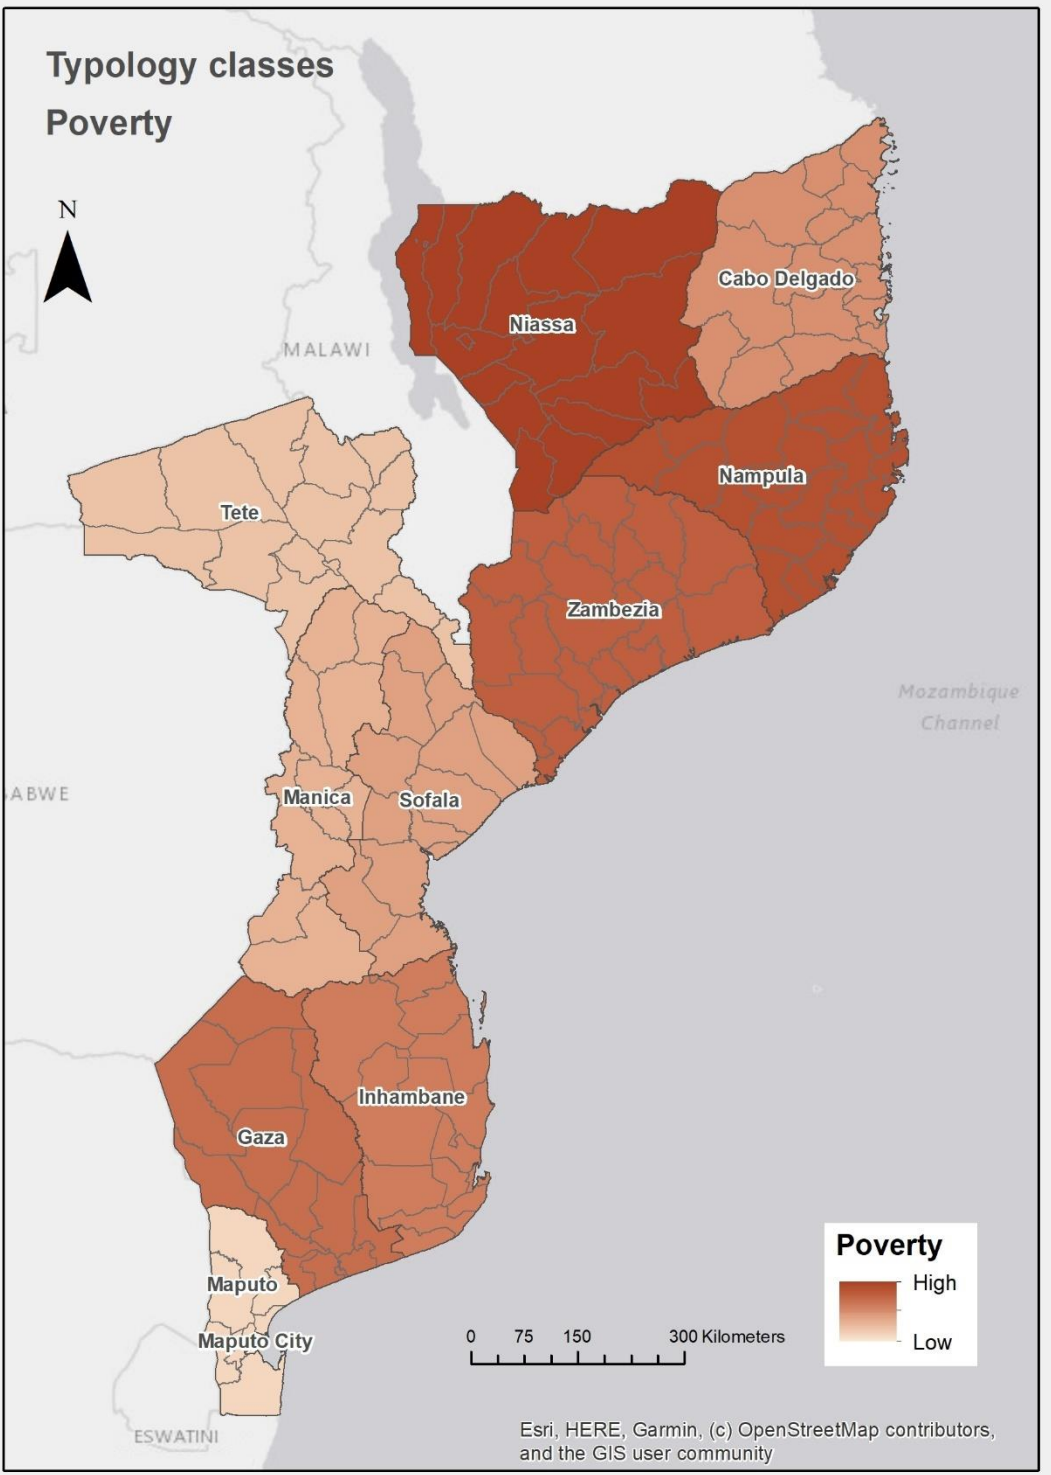 Typology classes
Poverty
N
Cabo Delgado
Niassa
MALAWI
Nampula
Tete
Zambezia
Mozambique
Channel
ABWE
Manica
Sofala
Inhambane
Gaza
Poverty
High
Low
Maputo
Maputo City
0 75 150 300 Kilometers
ESWATINI
Esri, HERE, Garmin, (c) OpenStreetMap contributors,
and the GIS user community